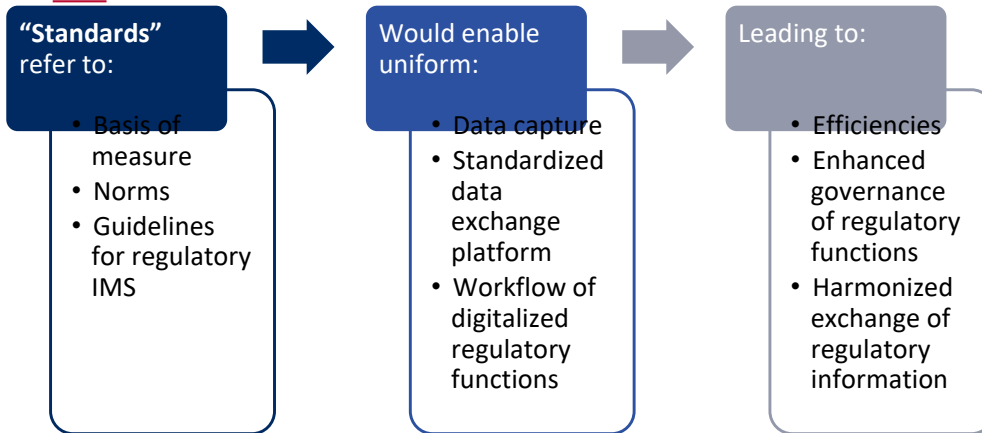 “Standards”
refer to:
• Basis of
measure
• Norms
• Guidelines
for regulatory
IMS
Would enable
uniform:
• Data capture
• Standardized
data
exchange
platform
• Workflow of
digitalized
regulatory
functions
Leading to:
• Efficiencies
• Enhanced
governance
of regulatory
functions
• Harmonized
exchange of
regulatory
information